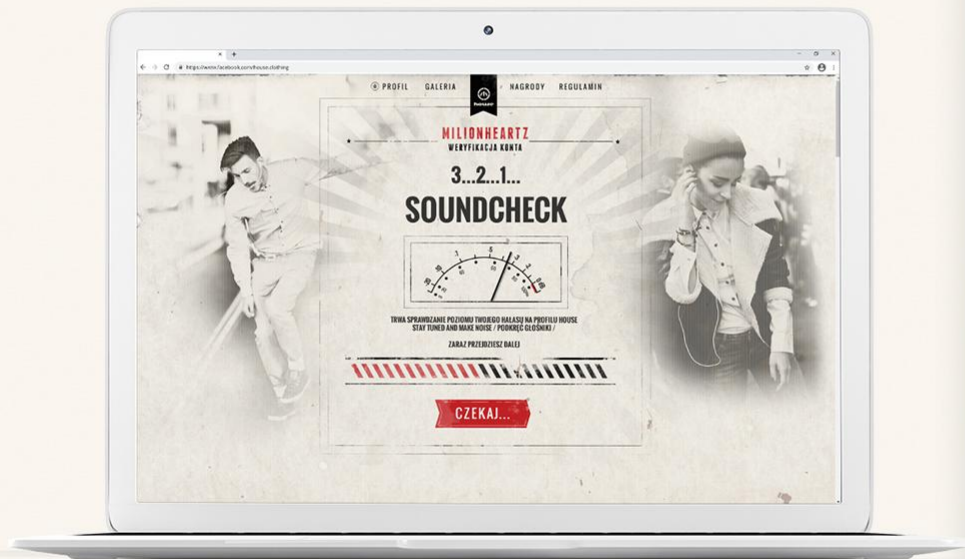 https://www.facebook.com/house.clothing
PROFIL GALERIA NAGRODY REGULAMIN
MILIONHEARTZ
WERYFIKACJA KONTA
3...2...1...
SOUNDCHECK
TRWA SPRAWDZANIE POZIOMU TWOJEGO HAŁASU NA PROFILU HOUSE
STAY TUNED AND MAKE NOISE / PODKRĘĆ GŁOŚNIKI /
ZARAZ PRZEJDZIESZ DALEJ
CZEKAJ...